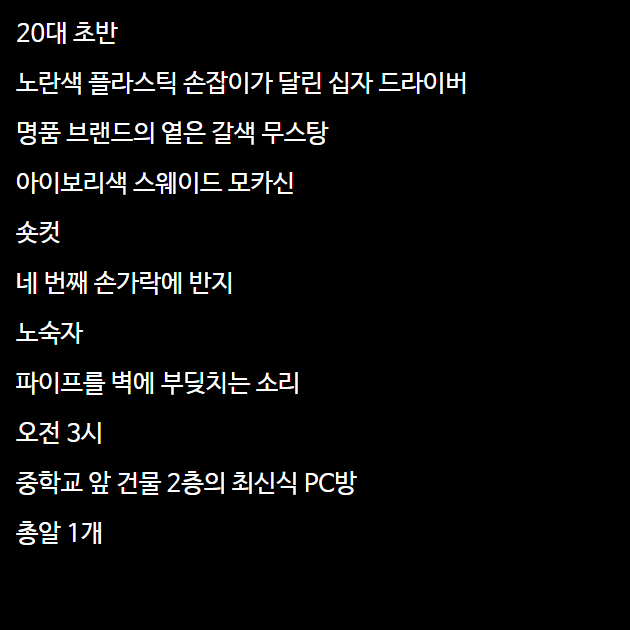 20대 초반
노란색 플라스틱 손잡이가 달린 십자 드라이버
명품 브랜드의 옅은 갈색 무스탕
아이보리색 스웨이드 모카신
숏컷
네 번째 손가락에 반지
노숙자
파이프를 벽에 부딪치는 소리
오전 3시
중학교 앞 건물 2층의 최신식 PC방
총알 1개